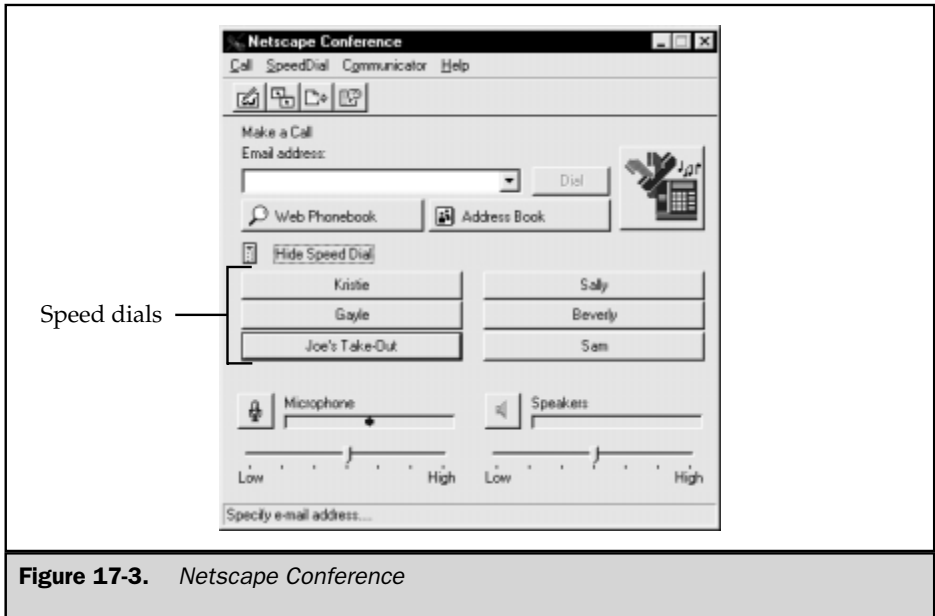 Netscape Conference
Call SpeedDial Communicator Help
Make a Call
Email address:
Dial
Web Phonebook Address Book
Hide Speed Dial
Speed dials
Kristie Sally
Gayle Beverly
Joe's Take-Out Sam
Microphone Speakers
Low High Low High
Specify e-mail address....
Figure 17-3. Netscape Conference